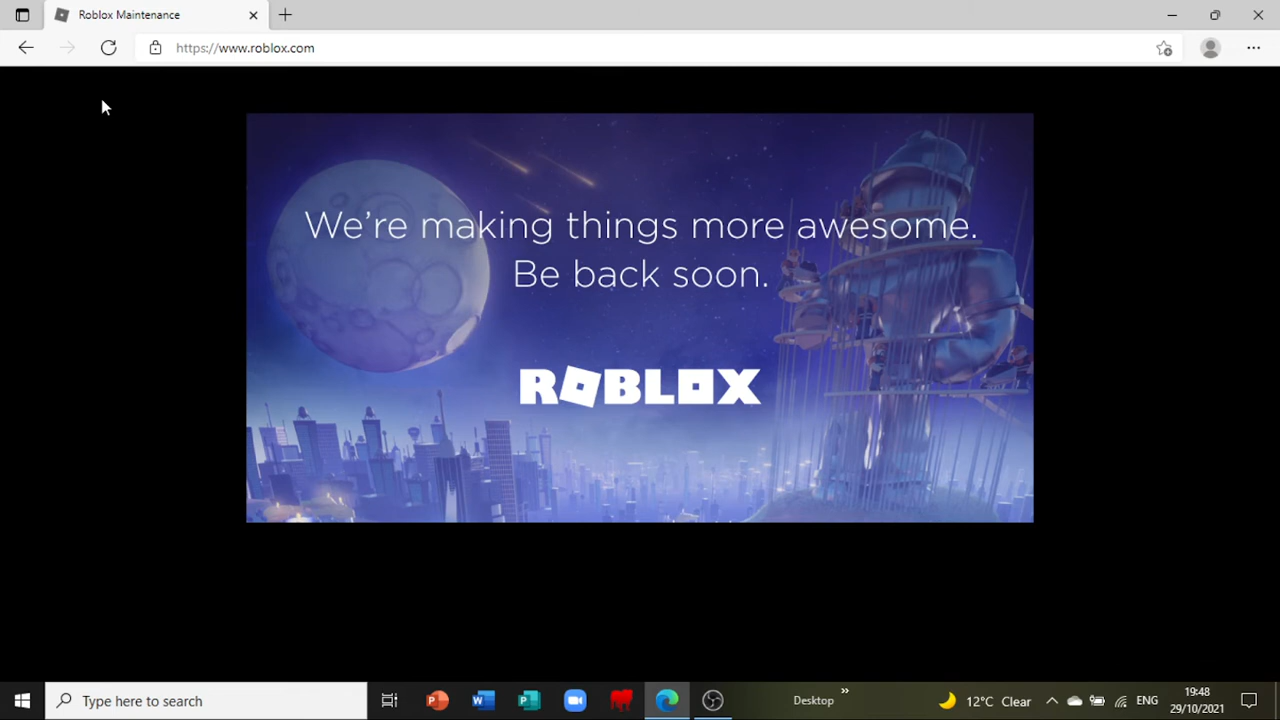 Roblox Maintenance
https://www.roblox.com
We're making things more awesome.
Be back soon.
ROBLOX
Type here to search
Desktop
12°C Clear
ENG
19:48
29/10/2021